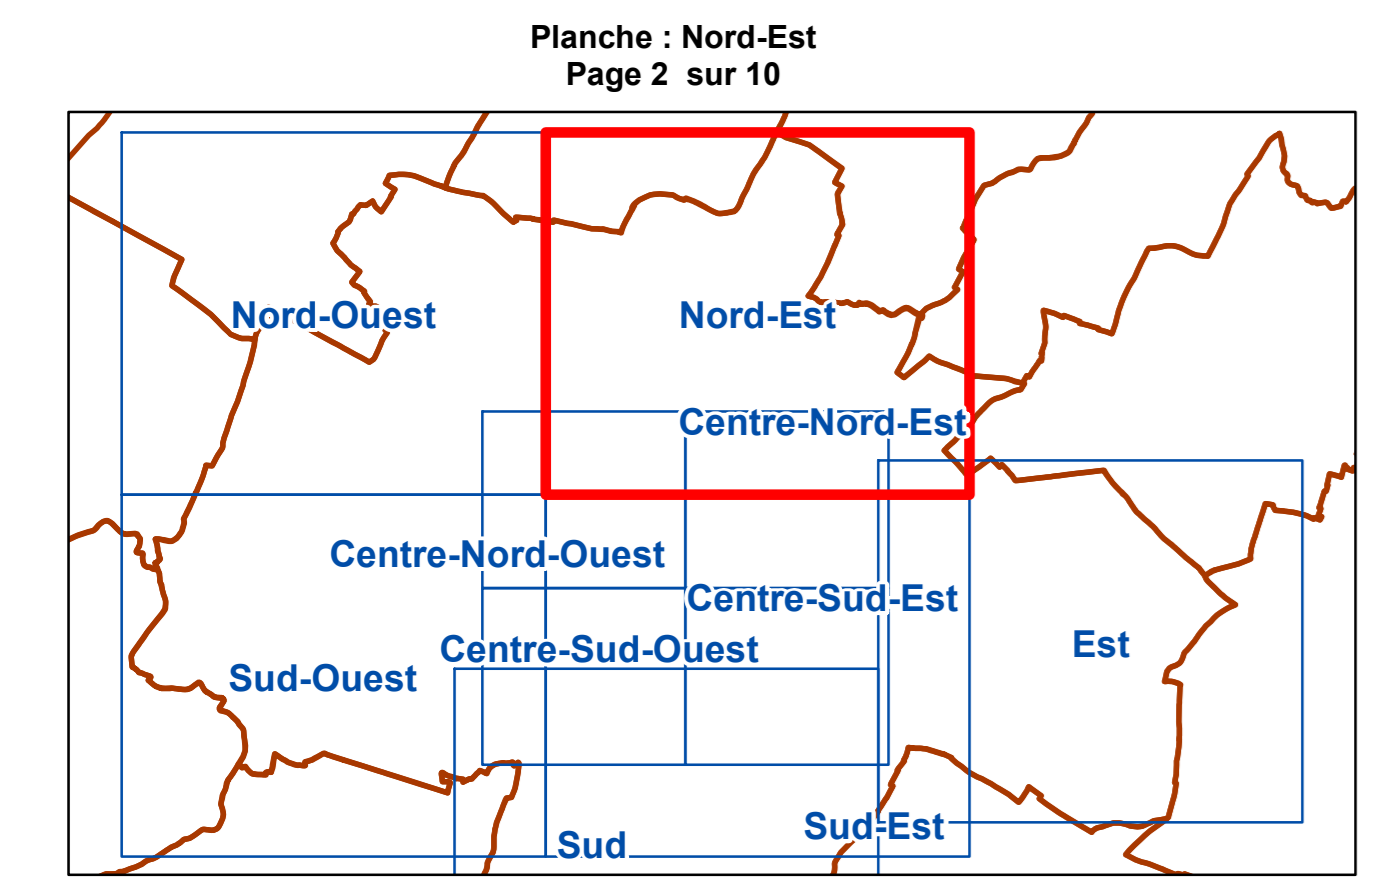 Planche : Nord-Est
Page 2 sur 10
Nord-Ouest
Nord-Est
Centre-Nord-Est
Centre-Nord-Ouest
Centre-Sud-Est
Centre-Sud-Ouest
Est
Sud-Ouest
Sud-Est
Sud